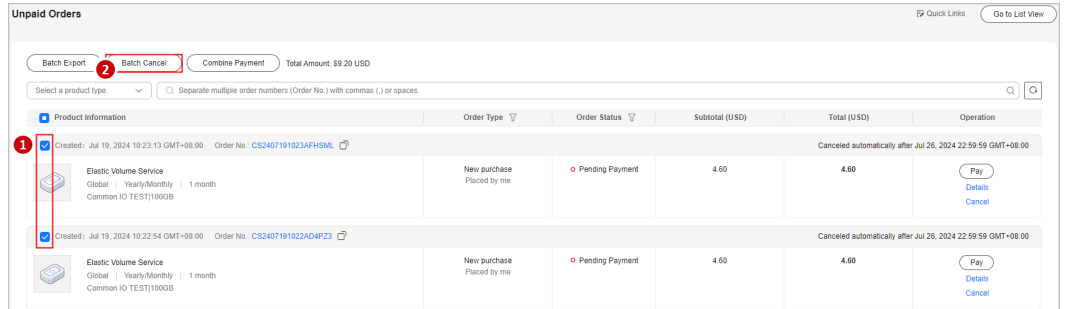 Unpaid Orders
Quick Links Go to List View
Batch Export Batch Cancel Combine Payment Total Amount: $9.20 USD
2
Select a product type. Separate multiple order numbers (Order No.) with commas (,) or spaces.
Product Information Order Type Order Status Subtotal (USD) Total (USD) Operation
1
Created: Jul 19, 2024 10:23:13 GMT+08:00 Order No.: CS2407191023AFHSML Canceled automatically after Jul 26, 2024 22:59:59 GMT+08:00
Elastic Volume Service New purchase Pending Payment 4.60 4.60 Pay
Global | Yearly/Monthly | 1 month Placed by me Details
Common IO TEST|100GB Cancel
Created: Jul 19, 2024 10:22:54 GMT+08:00 Order No.: CS2407191022AD4PZ3 Canceled automatically after Jul 26, 2024 22:59:59 GMT+08:00
Elastic Volume Service New purchase Pending Payment 4.60 4.60 Pay
Global | Yearly/Monthly | 1 month Placed by me Details
Common IO TEST|100GB Cancel